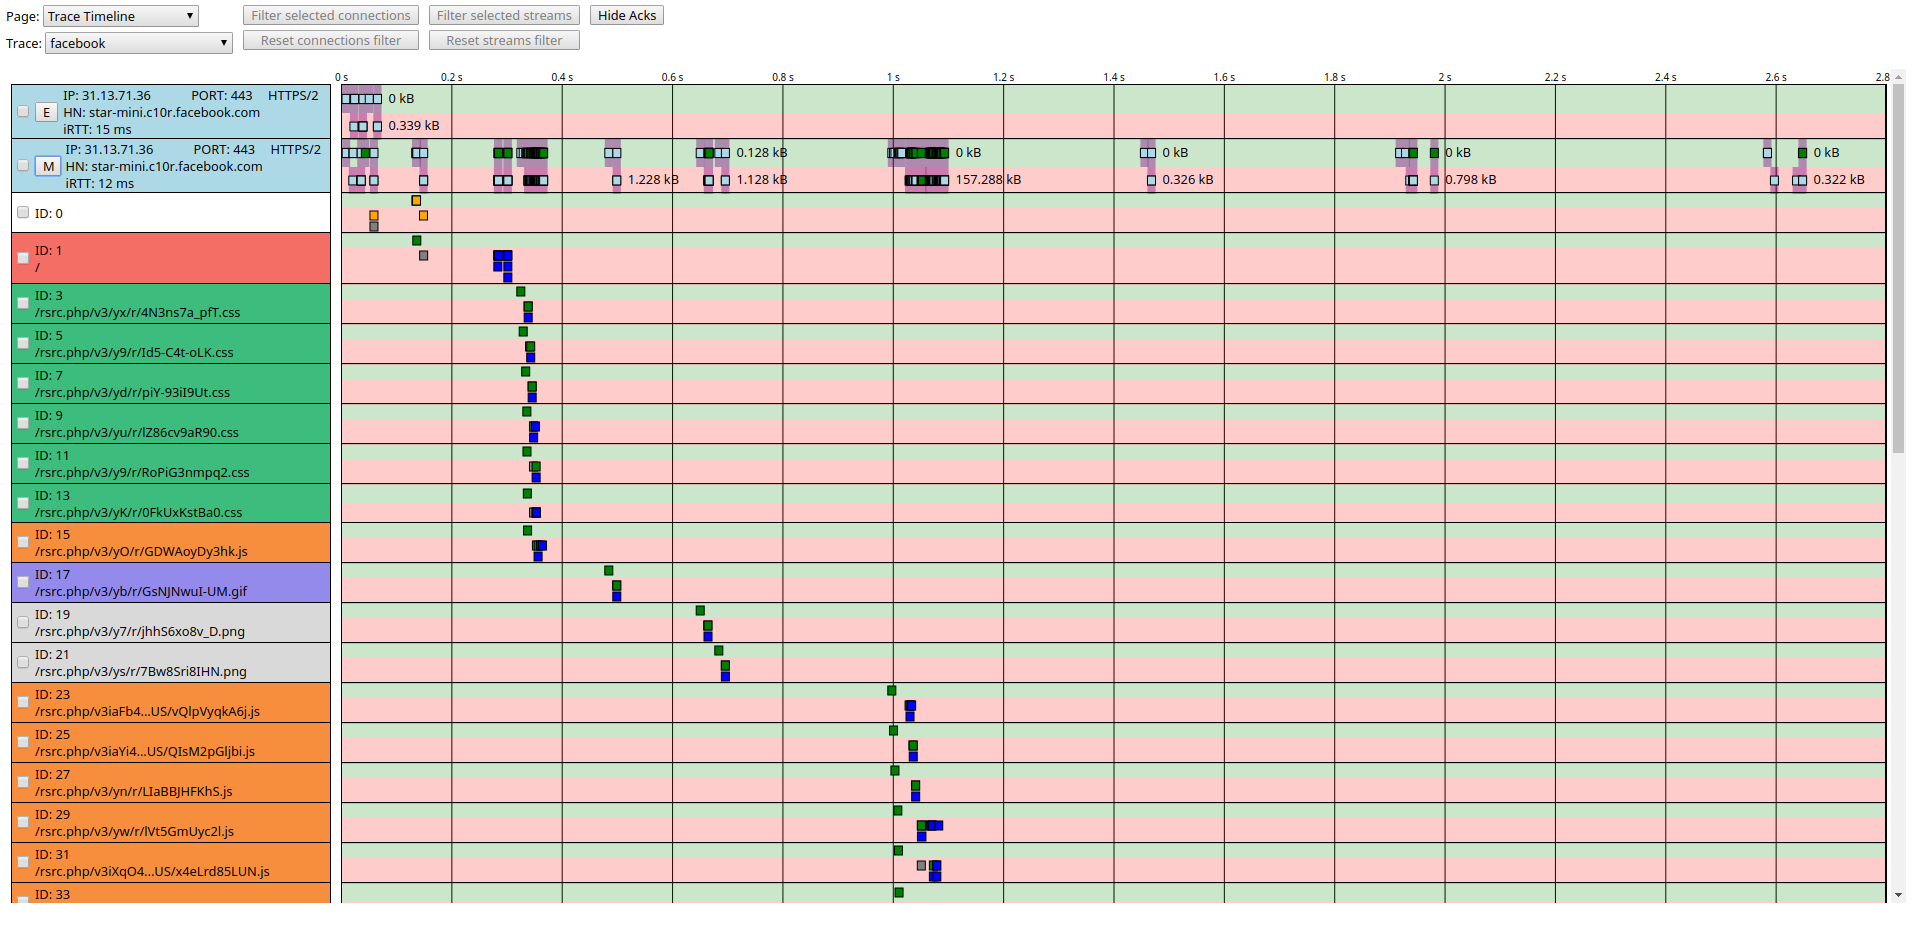 Page: Trace Timeline Filter selected connections Filter selected streams Hide Acks
Trace: facebook Reset connections filter Reset streams filter
0 s 0.2 s 0.4 s 0.6 s 0.8 s 1 s 1.2 s 1.4 s 1.6 s 1.8 s 2 s 2.2 s 2.4 s 2.6 s 2.8
IP: 31.13.71.36 PORT: 443 HTTPS/2
E HN: star-mini.c10r.facebook.com
iRTT: 15 ms
0 kB
0.339 kB
IP: 31.13.71.36 PORT: 443 HTTPS/2
M HN: star-mini.c10r.facebook.com
iRTT: 12 ms
0.128 kB 0 kB 0 kB 0 kB 0 kB
1.228 kB 1.128 kB 157.288 kB 0.326 kB 0.798 kB 0.322 kB
ID: 0
ID: 1
/
ID: 3
/rsrc.php/v3/yx/r/4N3ns7a_pfT.css
ID: 5
/rsrc.php/v3/y9/r/Id5-C4t-oLK.css
ID: 7
/rsrc.php/v3/yd/r/piY-93iI9Ut.css
ID: 9
/rsrc.php/v3/yu/r/lZ86cv9aR90.css
ID: 11
/rsrc.php/v3/y9/r/RoPiG3nmpq2.css
ID: 13
/rsrc.php/v3/yK/r/0FkUxKstBa0.css
ID: 15
/rsrc.php/v3/yO/r/GDWAoyDy3hk.js
ID: 17
/rsrc.php/v3/yb/r/GsNJNwuI-UM.gif
ID: 19
/rsrc.php/v3/y7/r/jhhS6xo8v_D.png
ID: 21
/rsrc.php/v3/ys/r/7Bw8Sri8IHN.png
ID: 23
/rsrc.php/v3iaFb4...US/vQlpVyqkA6j.js
ID: 25
/rsrc.php/v3iaYi4...US/QIsM2pGljbi.js
ID: 27
/rsrc.php/v3/yn/r/LIaBBJHFKhS.js
ID: 29
/rsrc.php/v3/yw/r/lVt5GmUyc2l.js
ID: 31
/rsrc.php/v3iXqO4...US/x4eLrd85LUN.js
ID: 33